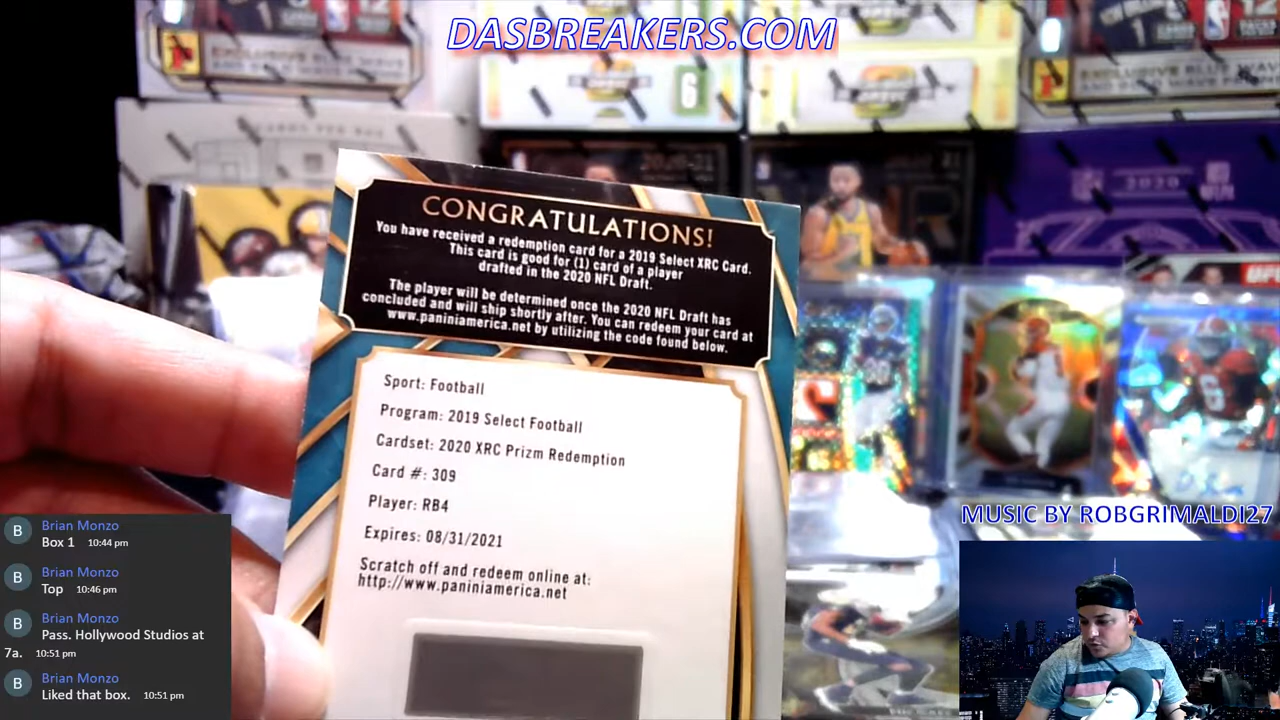 DASBREAKERS.COM
EXCLUSIVE BLUE WAVE
6
2020
CONGRATULATIONS!
You have received a redemption card for a 2019 Select XRC Card.
This card is good for (1) card of a player
drafted in the 2020 NFL Draft.
The player will be determined once the 2020 NFL Draft has
concluded and will ship shortly after. You can redeem your card at
www.paniniamerica.net by utilizing the code found below.
Sport: Football
Program: 2019 Select Football
Cardset: 2020 XRC Prizm Redemption
Card #: 309
Player: RB4
Expires: 08/31/2021
Scratch off and redeem online at:
http://www.paniniamerica.net
MUSIC BY ROBGRIMALDI27
B Brian Monzo
Box 1 10:44 pm
B Brian Monzo
Top 10:46 pm
B Brian Monzo
Pass. Hollywood Studios at
7a. 10:51 pm
B Brian Monzo
Liked that box. 10:51 pm